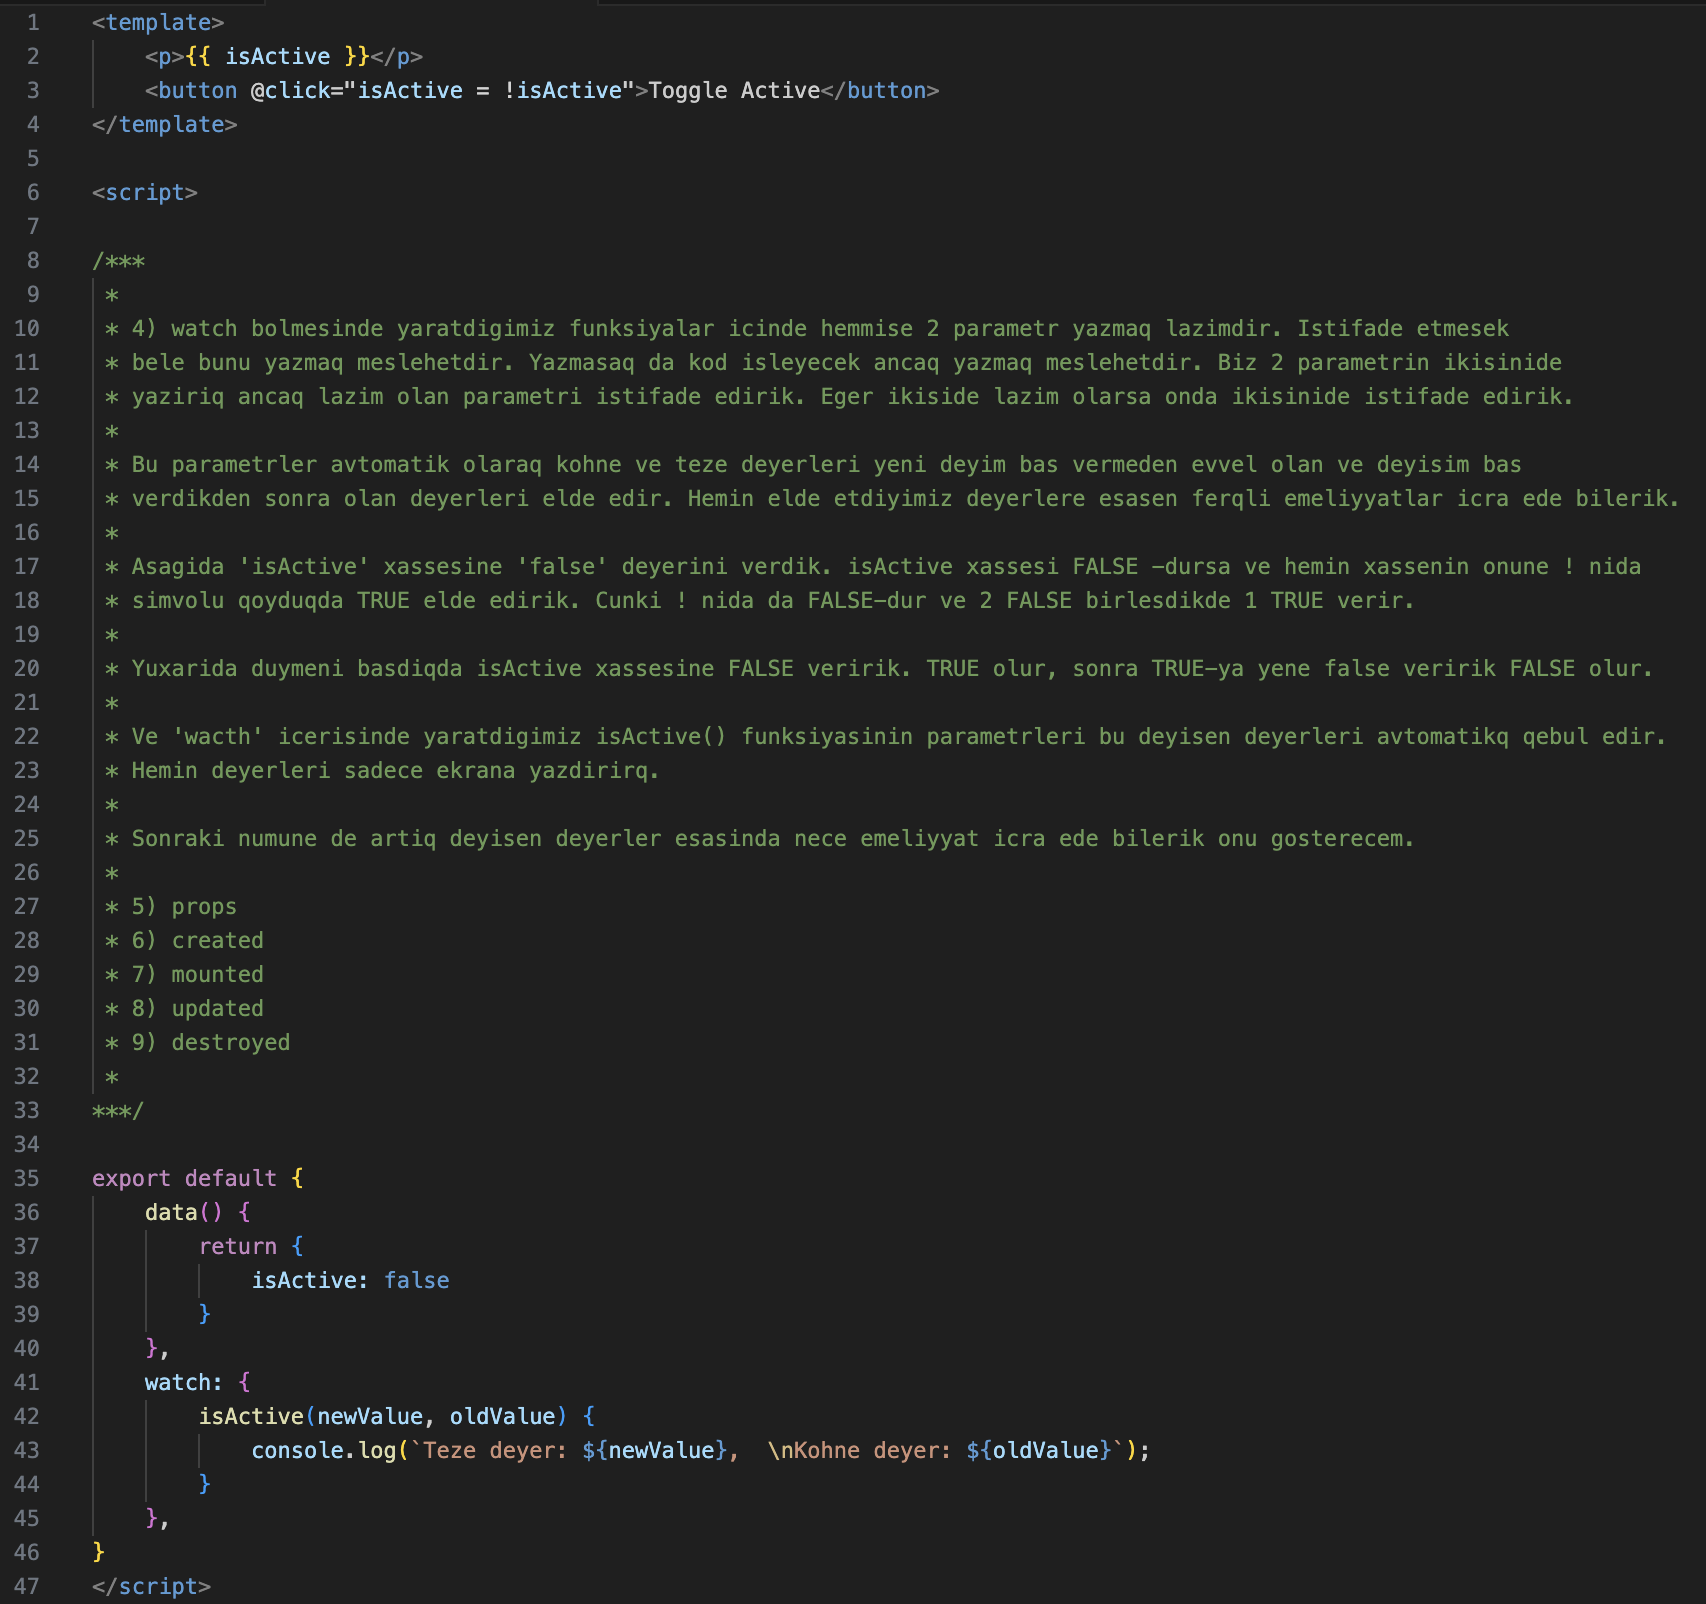 1 <template>
2 <p>{{ isActive }}</p>
3 <button @click="isActive = !isActive">Toggle Active</button>
4 </template>
5
6 <script>
7
8 /***
9 *
10 * 4) watch bolmesinde yaratdigimiz funksiyalar icinde hemmise 2 parametr yazmaq lazimdir. Istifade etmesek
11 * bele bunu yazmaq meslehetdir. Yazmasaq da kod isleyecek ancaq yazmaq meslehetdir. Biz 2 parametrin ikisinide
12 * yaziriq ancaq lazim olan parametri istifade edirik. Eger ikiside lazim olarsa onda ikisinide istifade edirik.
13 *
14 * Bu parametrler avtomatik olaraq kohne ve teze deyerleri yeni deyim bas vermeden evvel olan ve deyisim bas
15 * verdikden sonra olan deyerleri elde edir. Hemin elde etdiyimiz deyerlere esasen ferqli emeliyyatlar icra ede bilerik.
16 *
17 * Asagida 'isActive' xassesine 'false' deyerini verdik. isActive xassesi FALSE -dursa ve hemin xassenin onune ! nida
18 * simvolu qoyduqda TRUE elde edirik. Cunki ! nida da FALSE-dur ve 2 FALSE birlesdikde 1 TRUE verir.
19 *
20 * Yuxarida duymeni basdiqda isActive xassesine FALSE veririk. TRUE olur, sonra TRUE-ya yene false veririk FALSE olur.
21 *
22 * Ve 'wacth' icerisinde yaratdigimiz isActive() funksiyasinin parametrleri bu deyisen deyerleri avtomatikq qebul edir.
23 * Hemin deyerleri sadece ekrana yazdirirq.
24 *
25 * Sonraki numune de artiq deyisen deyerler esasinda nece emeliyyat icra ede bilerik onu gosterecem.
26 *
27 * 5) props
28 * 6) created
29 * 7) mounted
30 * 8) updated
31 * 9) destroyed
32 *
33 ***/
34
35 export default {
36 data() {
37 return {
38 isActive: false
39 }
40 },
41 watch: {
42 isActive(newValue, oldValue) {
43 console.log(`Teze deyer: ${newValue},  \nKohne deyer: ${oldValue}`);
44 }
45 },
46 }
47 </script>